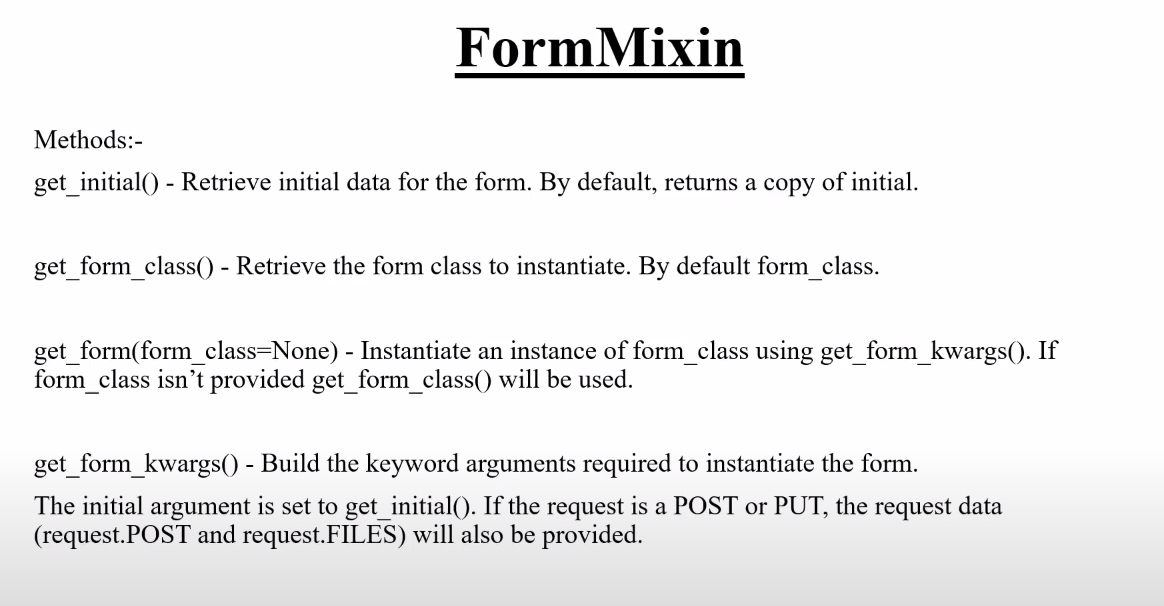 FormMixin
Methods:-
get_initial() - Retrieve initial data for the form. By default, returns a copy of initial.
get_form_class() - Retrieve the form class to instantiate. By default form_class.
get_form(form_class=None) - Instantiate an instance of form_class using get_form_kwargs(). If
form_class isn’t provided get_form_class() will be used.
get_form_kwargs() - Build the keyword arguments required to instantiate the form.
The initial argument is set to get_initial(). If the request is a POST or PUT, the request data
(request.POST and request.FILES) will also be provided.